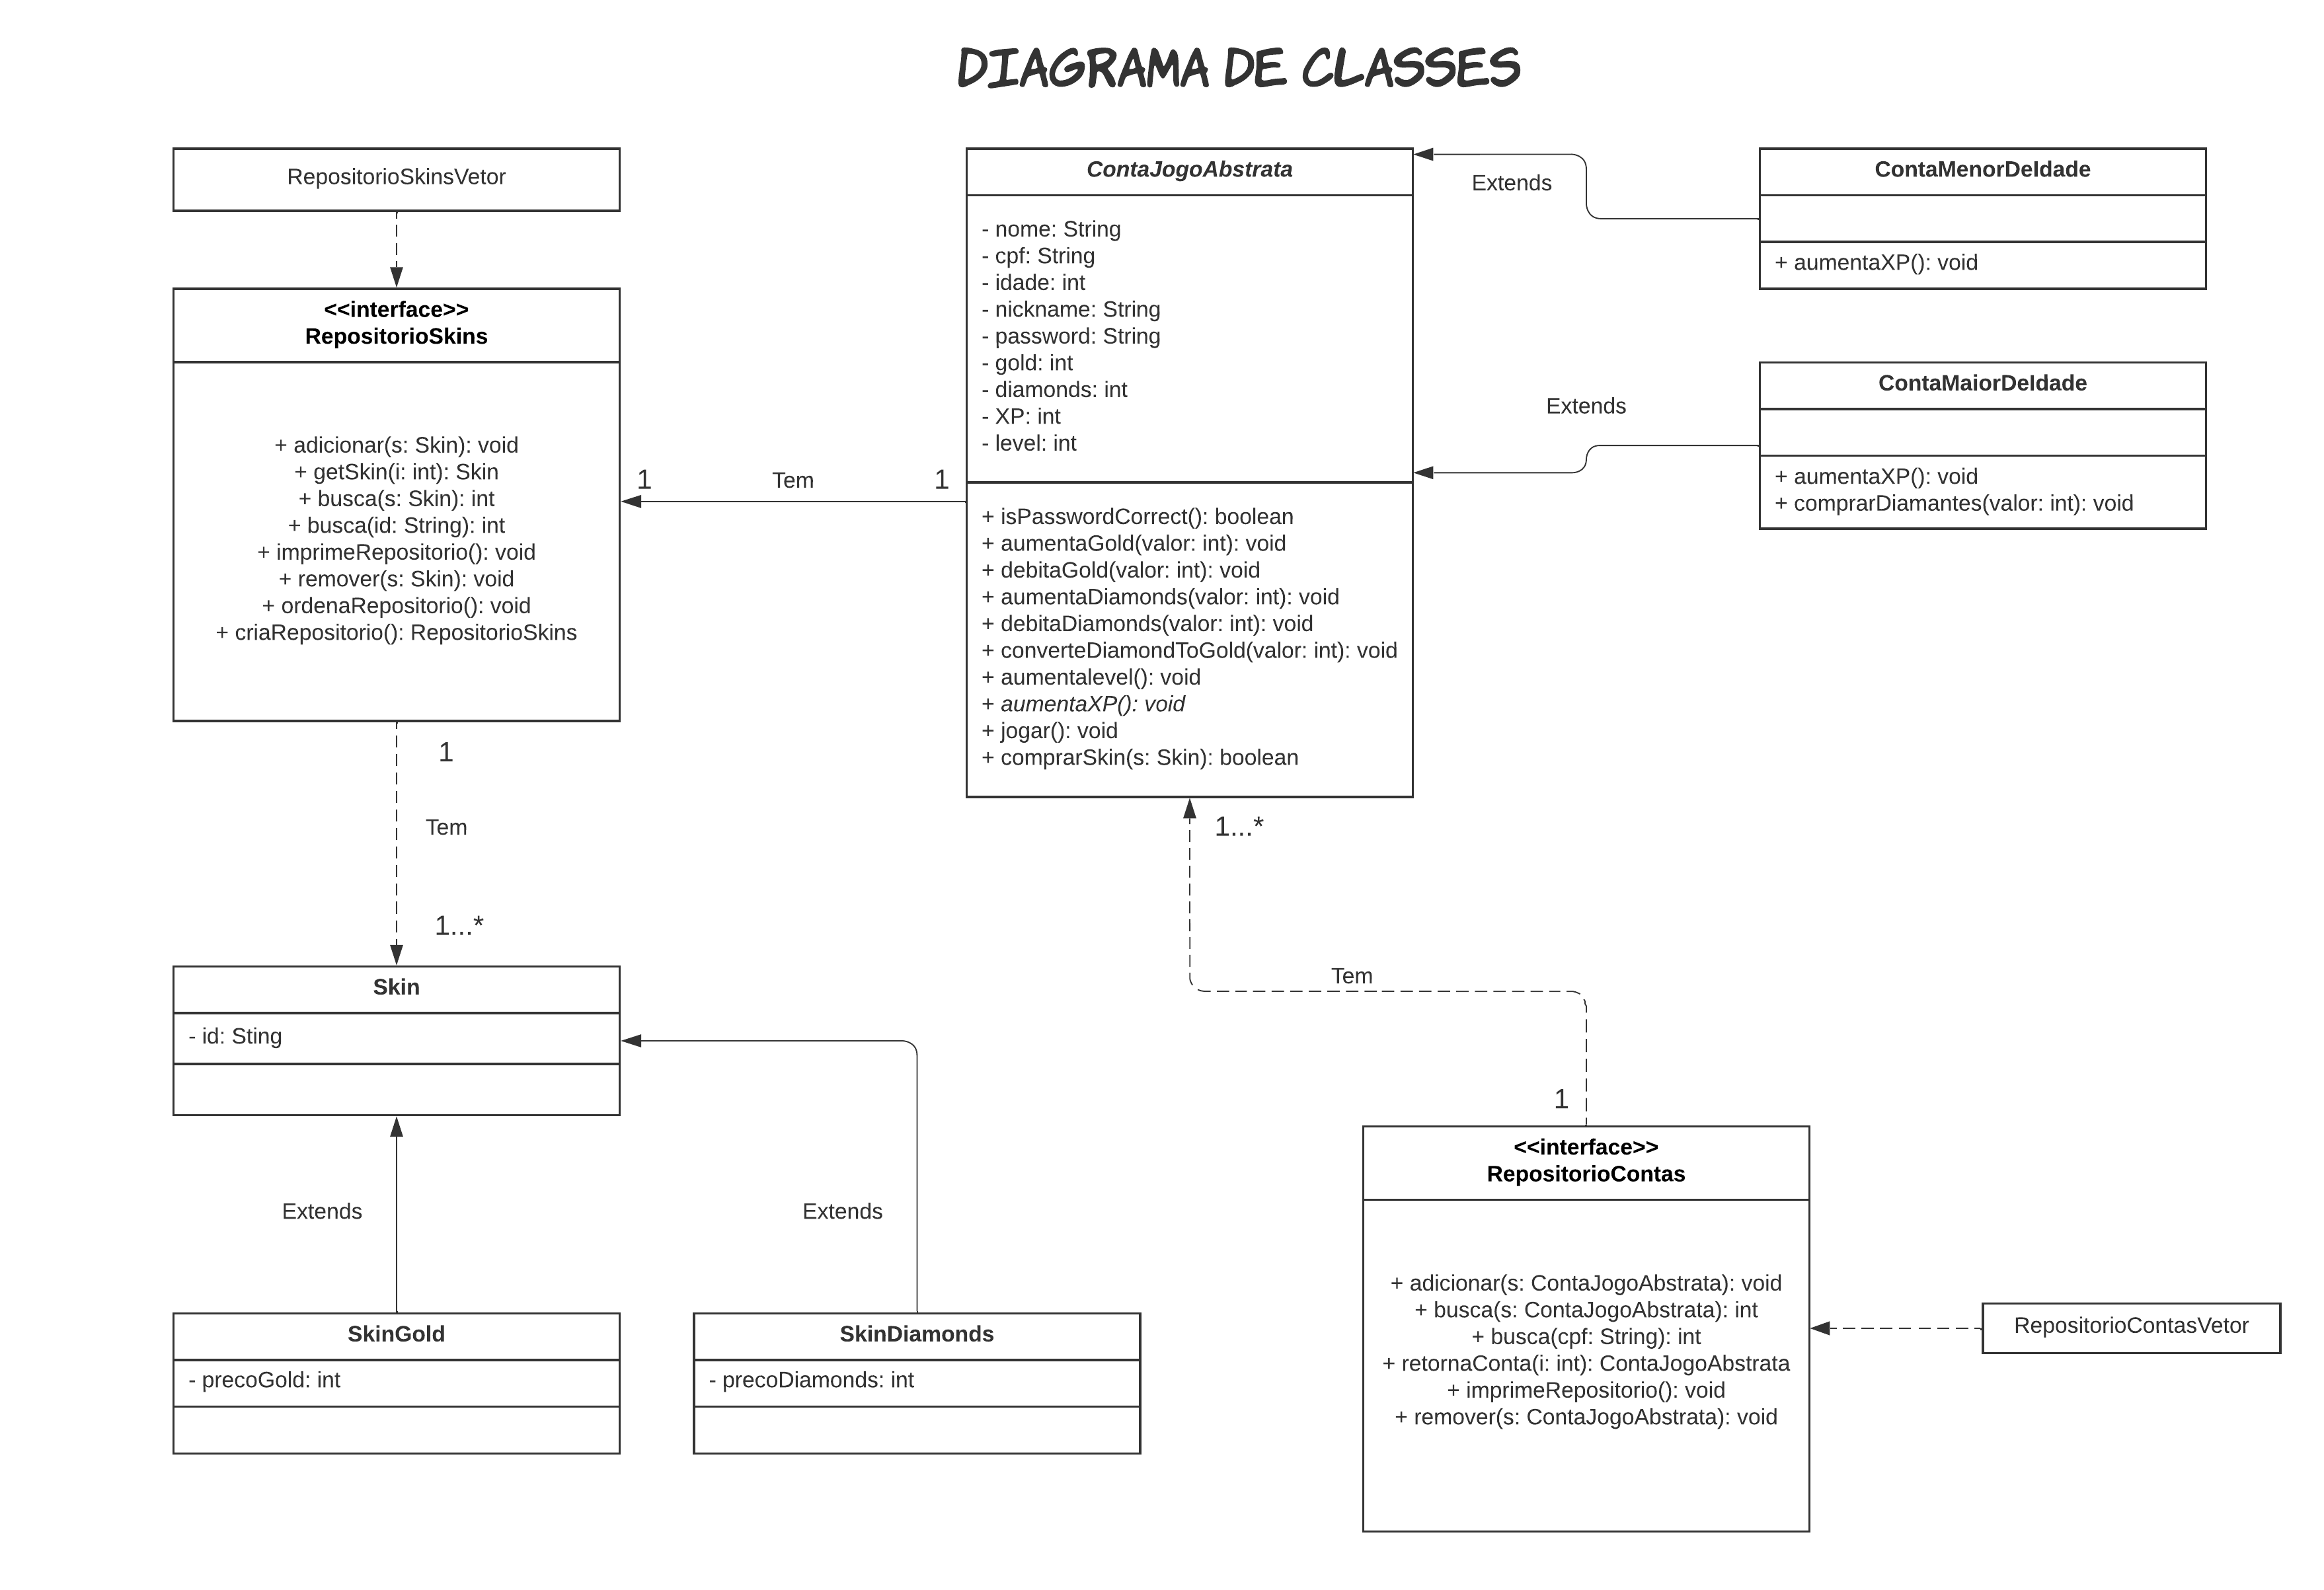 DIAGRAMA DE CLASSES
RepositorioSkinsVetor
<<interface>>
RepositorioSkins
+ adicionar(s: Skin): void
+ getSkin(i: int): Skin
+ busca(s: Skin): int
+ busca(id: String): int
+ imprimeRepositorio(): void
+ remover(s: Skin): void
+ ordenaRepositorio(): void
+ criaRepositorio(): RepositorioSkins
1
Tem
1
ContaJogoAbstrata
- nome: String
- cpf: String
- idade: int
- nickname: String
- password: String
- gold: int
- diamonds: int
- XP: int
- level: int
+ isPasswordCorrect(): boolean
+ aumentaGold(valor: int): void
+ debitaGold(valor: int): void
+ aumentaDiamonds(valor: int): void
+ debitaDiamonds(valor: int): void
+ converteDiamondToGold(valor: int): void
+ aumentalevel(): void
+ aumentaXP(): void
+ jogar(): void
+ comprarSkin(s: Skin): boolean
Extends
ContaMenorDeIdade
+ aumentaXP(): void
Extends
ContaMaiorDeIdade
+ aumentaXP(): void
+ comprarDiamantes(valor: int): void
1
Tem
1...*
Skin
- id: Sting
Extends
Extends
SkinGold
- precoGold: int
SkinDiamonds
- precoDiamonds: int
1...*
Tem
1
<<interface>>
RepositorioContas
+ adicionar(s: ContaJogoAbstrata): void
+ busca(s: ContaJogoAbstrata): int
+ busca(cpf: String): int
+ retornaConta(i: int): ContaJogoAbstrata
+ imprimeRepositorio(): void
+ remover(s: ContaJogoAbstrata): void
RepositorioContasVetor